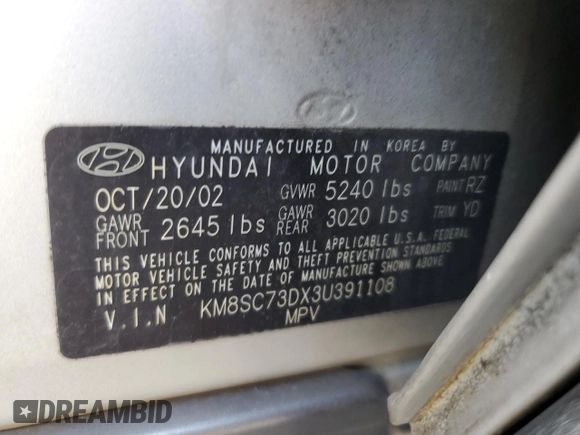 MANUFACTURED IN KOREA BY
HYUNDAI MOTOR COMPANY
OCT/20/02 GVWR 5240 lbs PAINT RZ
GAWR FRONT 2645 lbs GAWR REAR 3020 lbs TRIM YD
THIS VEHICLE CONFORMS TO ALL APPLICABLE U.S.A. FEDERAL
MOTOR VEHICLE SAFETY AND THEFT PREVENTION STANDARDS
IN EFFECT ON THE DATE OF MANUFACTURE SHOWN ABOVE
V.I.N KM8SC73DX3U391108
MPV
DREAMBID